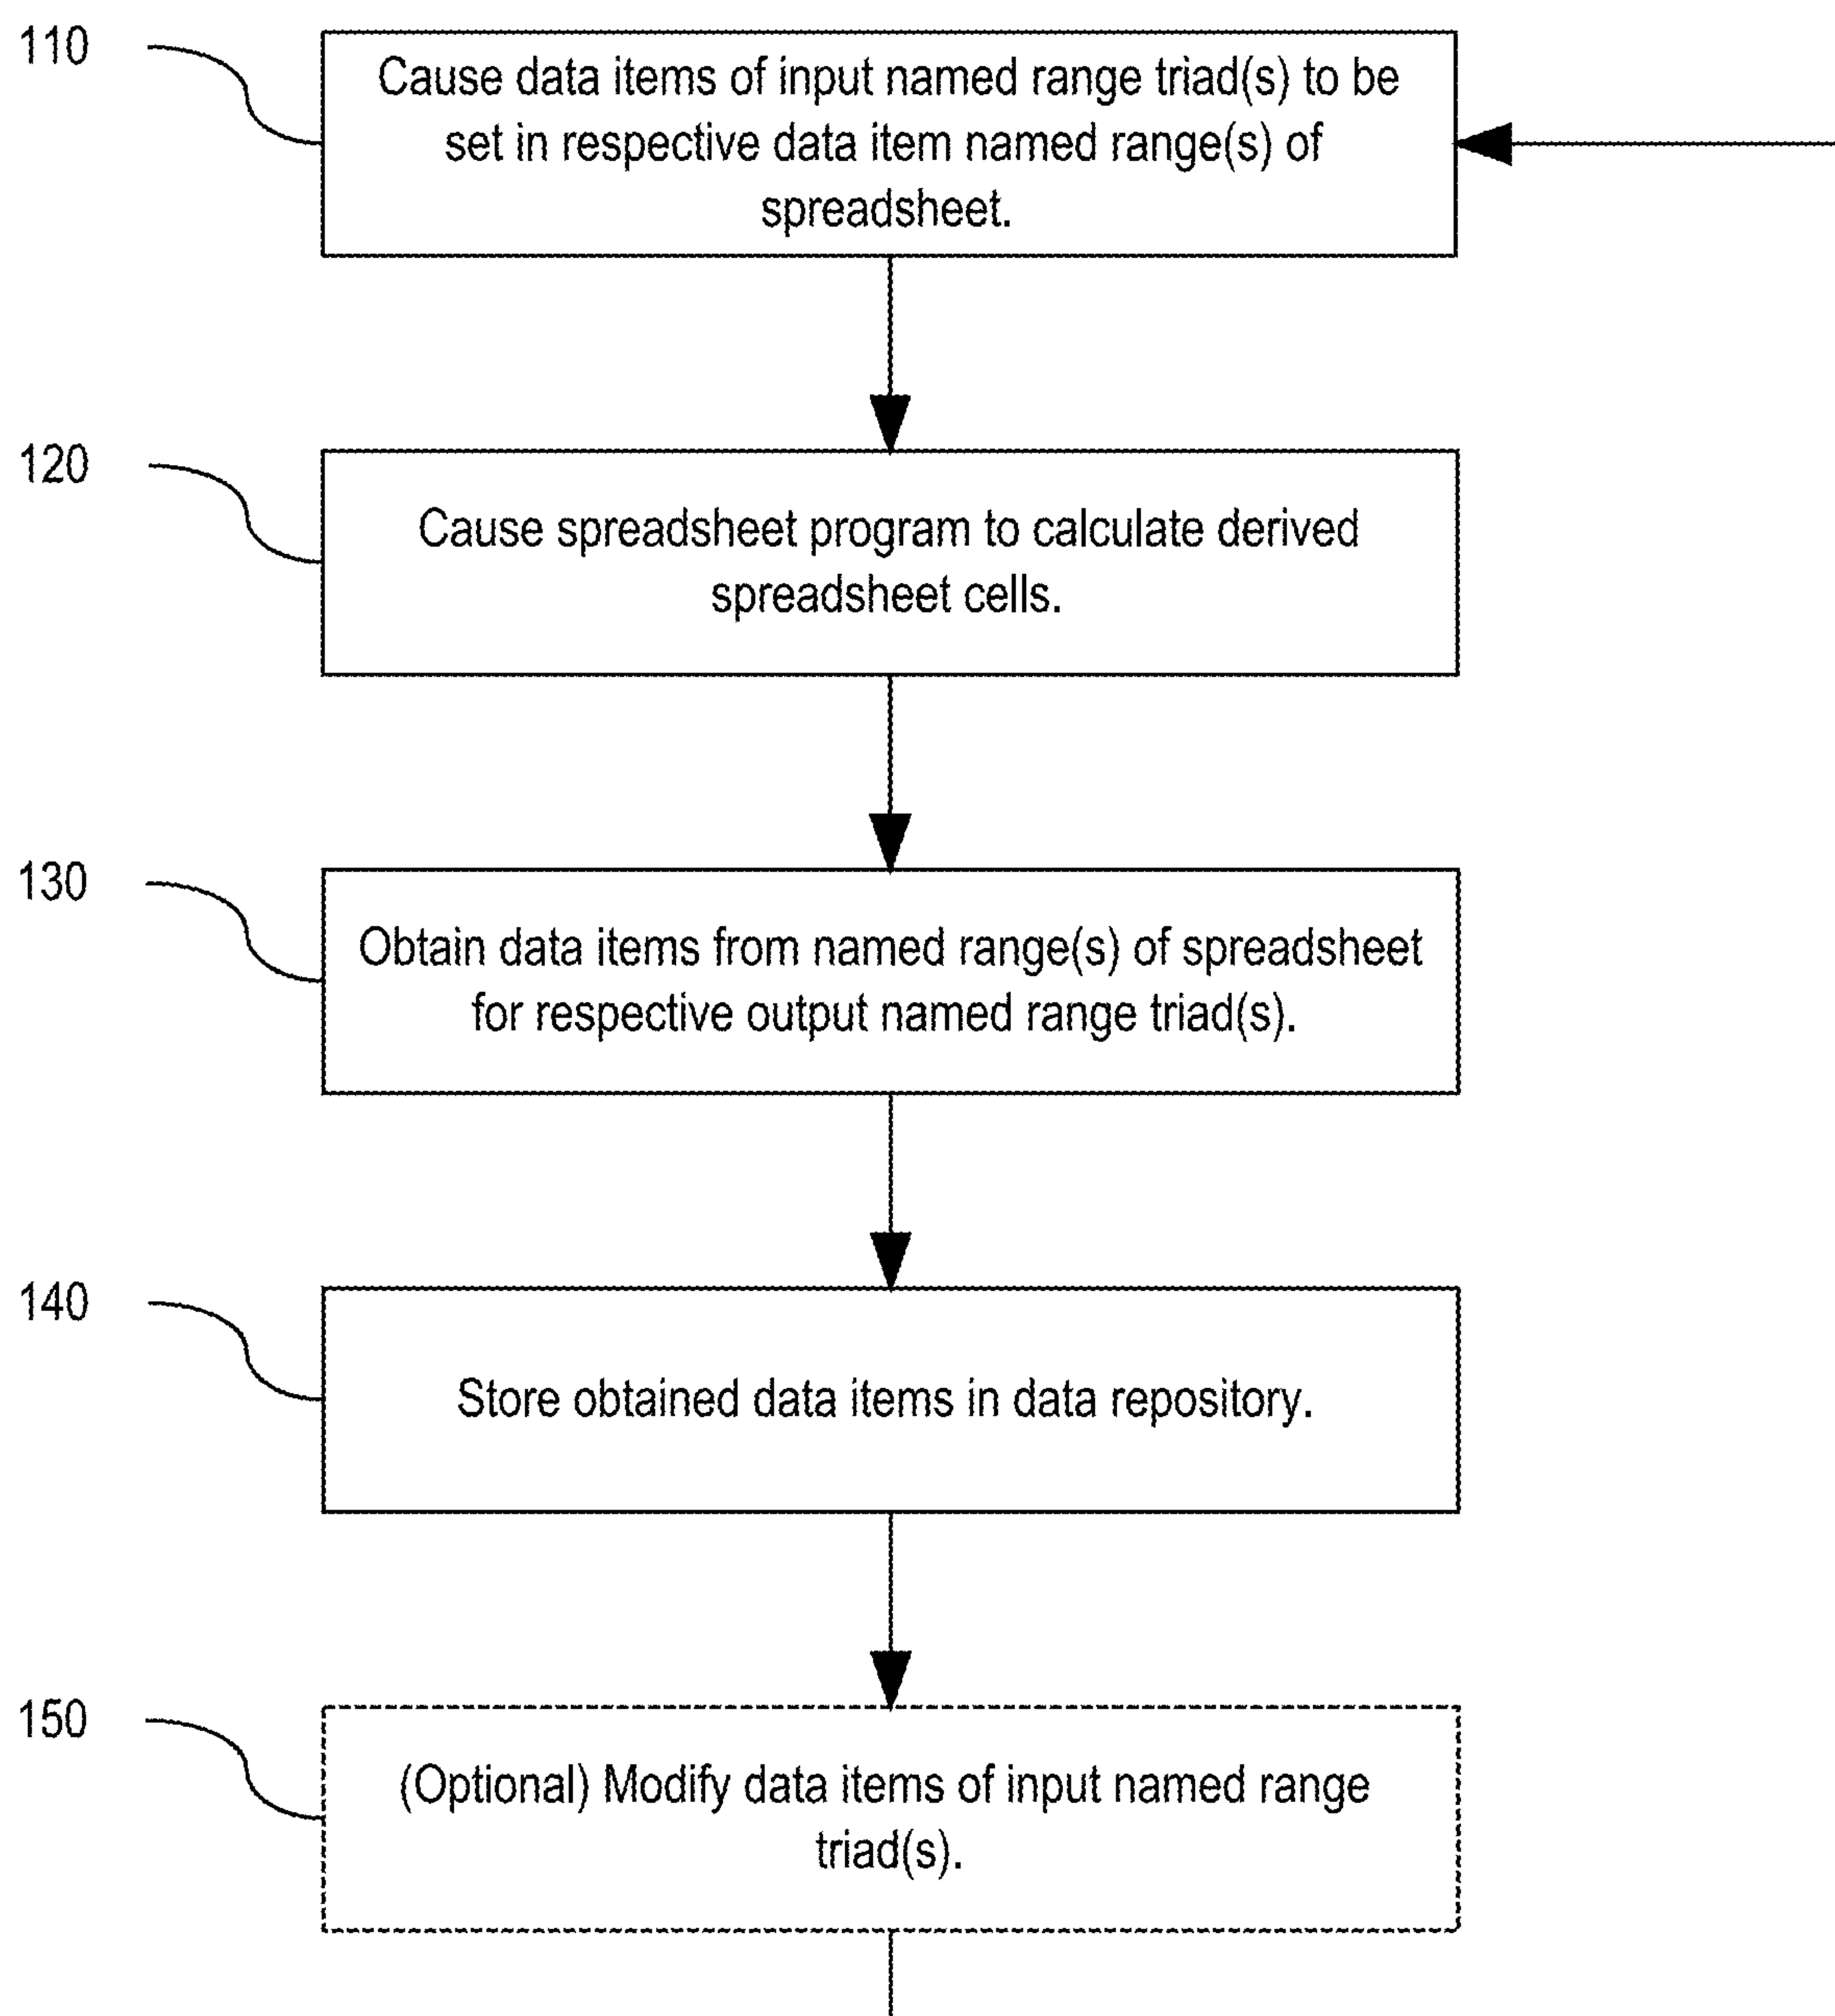 110
Cause data items of input named range triad(s) to be
set in respective data item named range(s) of
spreadsheet.
120
Cause spreadsheet program to calculate derived
spreadsheet cells.
130
Obtain data items from named range(s) of spreadsheet
for respective output named range triad(s).
140
Store obtained data items in data repository.
150
(Optional) Modify data items of input named range
triad(s).